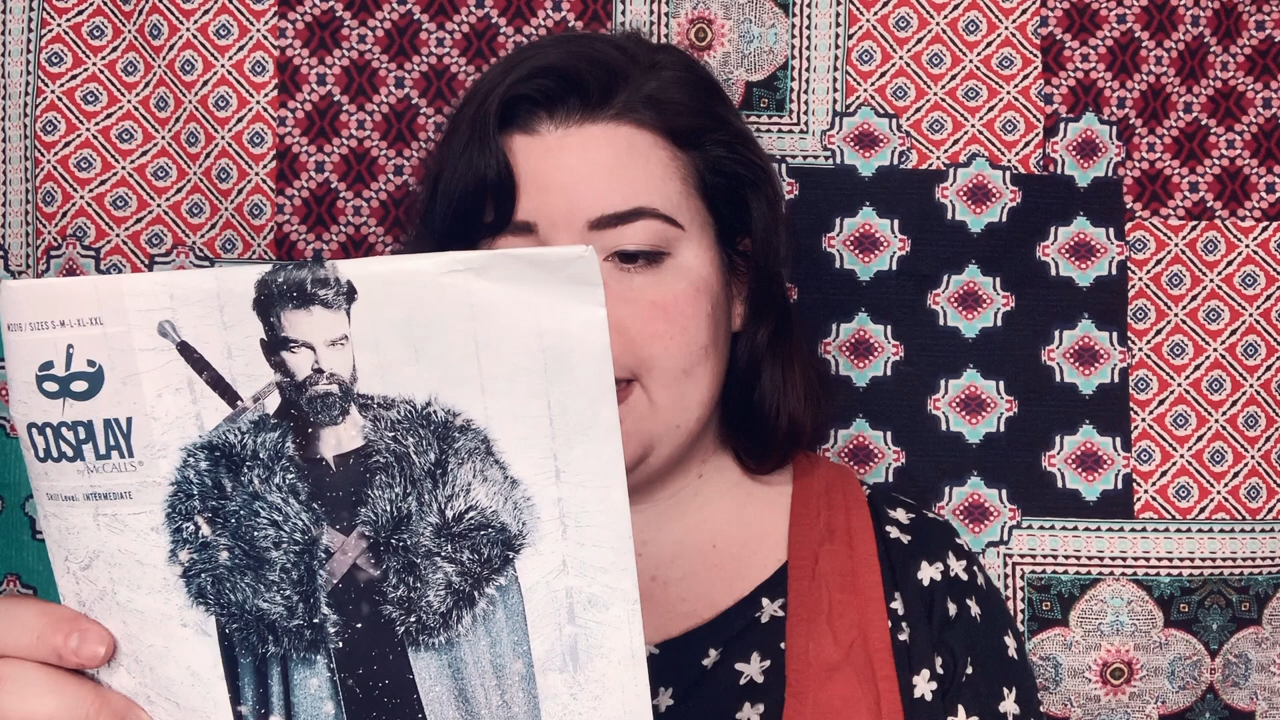 M2016 / SIZES S-M-L-XL-XXL
COSPLAY
by McCALL'S®
Skill Level: INTERMEDIATE